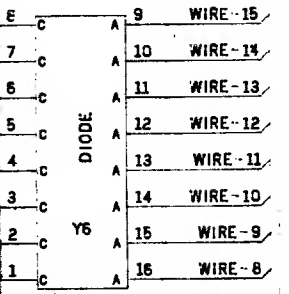 8 C A 9 WIRE-15
7 C A 10 WIRE-14
6 C A 11 WIRE-13
5 C A 12 WIRE-12
4 C A 13 WIRE-11
3 C A 14 WIRE-10
2 C A 15 WIRE-9
1 C A 16 WIRE-8
DIODE
Y6